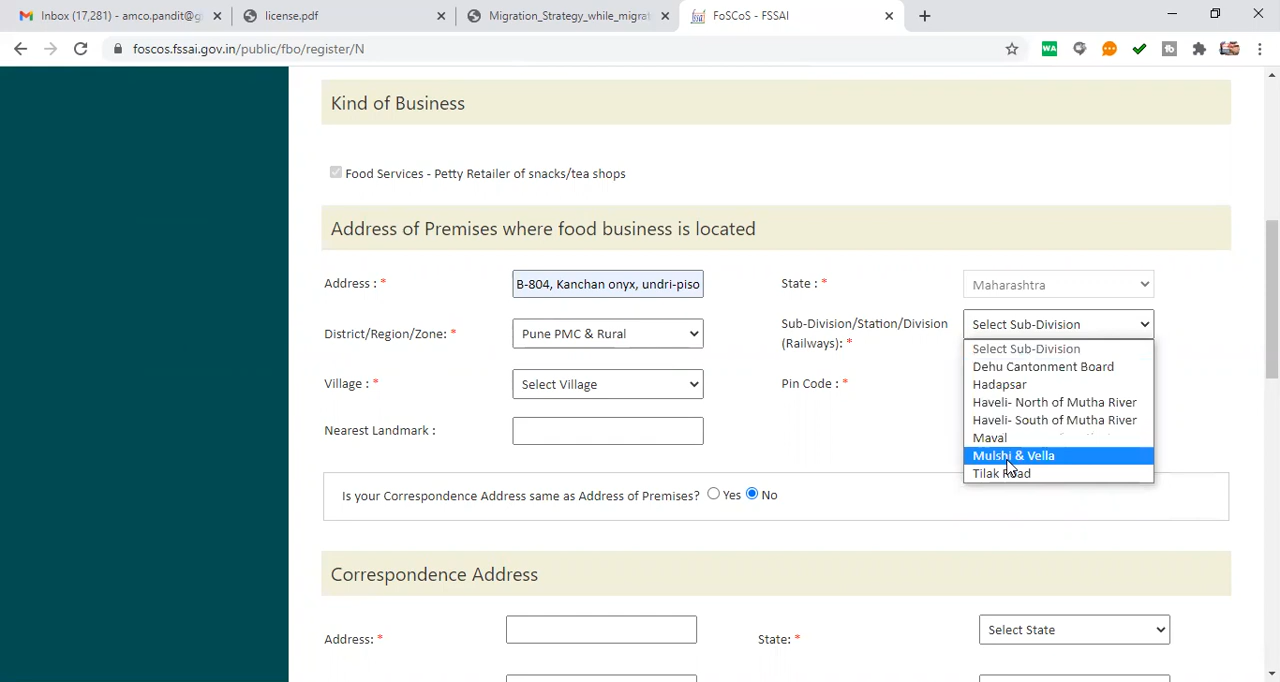 Inbox (17,281) - amco.pandit@g
license.pdf
Migration_Strategy_while_migrat
FoSCoS - FSSAI
foscos.fssai.gov.in/public/fbo/register/N
WA
Kind of Business
Food Services - Petty Retailer of snacks/tea shops
Address of Premises where food business is located
Address : *
B-804, Kanchan onyx, undri-piso
State : *
Maharashtra
District/Region/Zone: *
Pune PMC & Rural
Sub-Division/Station/Division
(Railways): *
Select Sub-Division
Select Sub-Division
Dehu Cantonment Board
Hadapsar
Haveli- North of Mutha River
Haveli- South of Mutha River
Maval
Mulshi & Vella
Tilak Road
Village : *
Select Village
Pin Code : *
Nearest Landmark :
Is your Correspondence Address same as Address of Premises? Yes No
Correspondence Address
Address: *
State: *
Select State